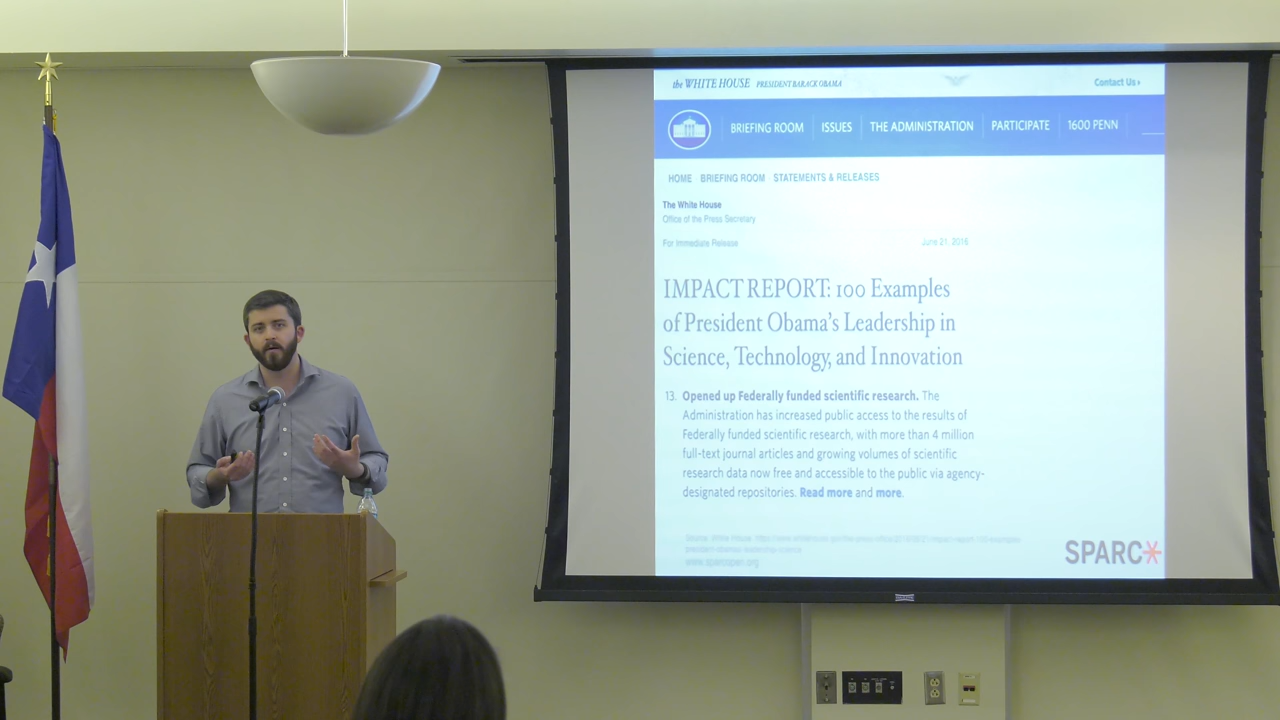 the WHITE HOUSE PRESIDENT BARACK OBAMA
Contact Us
BRIEFING ROOM ISSUES THE ADMINISTRATION PARTICIPATE 1600 PENN
HOME BRIEFING ROOM STATEMENTS & RELEASES
The White House
Office of the Press Secretary
For Immediate Release
June 21, 2016
IMPACT REPORT: 100 Examples
of President Obama's Leadership in
Science, Technology, and Innovation
13. Opened up Federally funded scientific research. The
Administration has increased public access to the results of
Federally funded scientific research, with more than 4 million
full-text journal articles and growing volumes of scientific
research data now free and accessible to the public via agency-
designated repositories. Read more and more.
Source: White House
www.sparcopen.org
SPARC